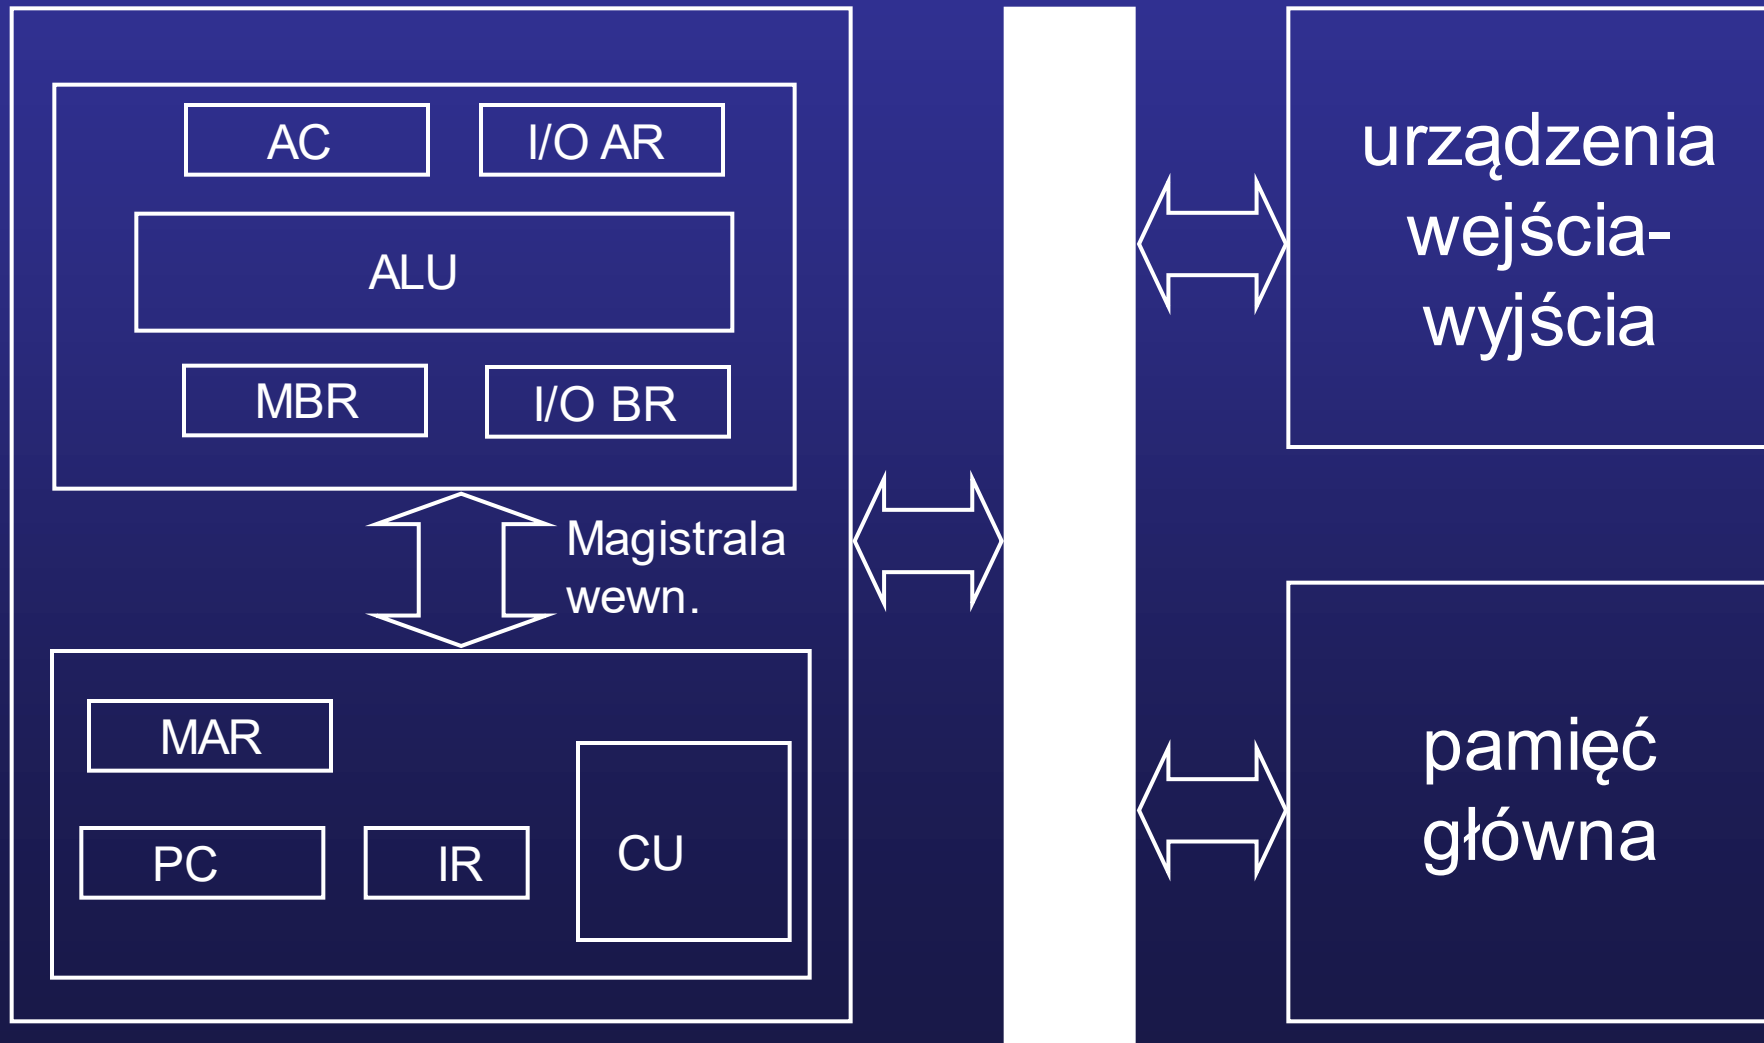 AC
I/O AR
ALU
MBR
I/O BR
Magistrala
wewn.
MAR
PC
IR
CU
urządzenia
wejścia-
wyjścia
pamięć
główna